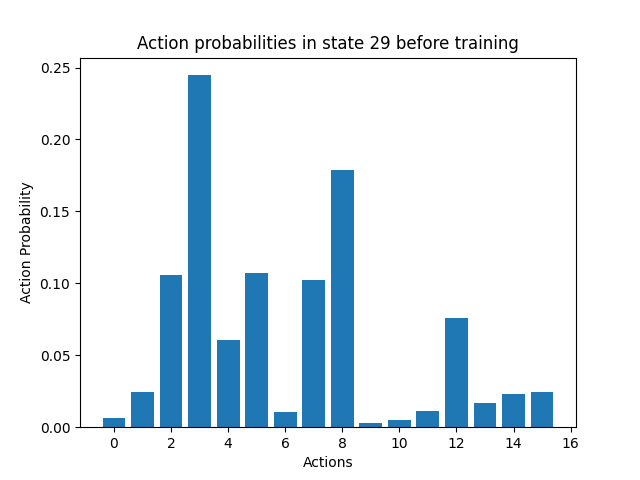 Action probabilities in state 29 before training
0.25
0.20
0.15
0.10
0.05
0.00
Action Probability
0 2 4 6 8 10 12 14 16
Actions